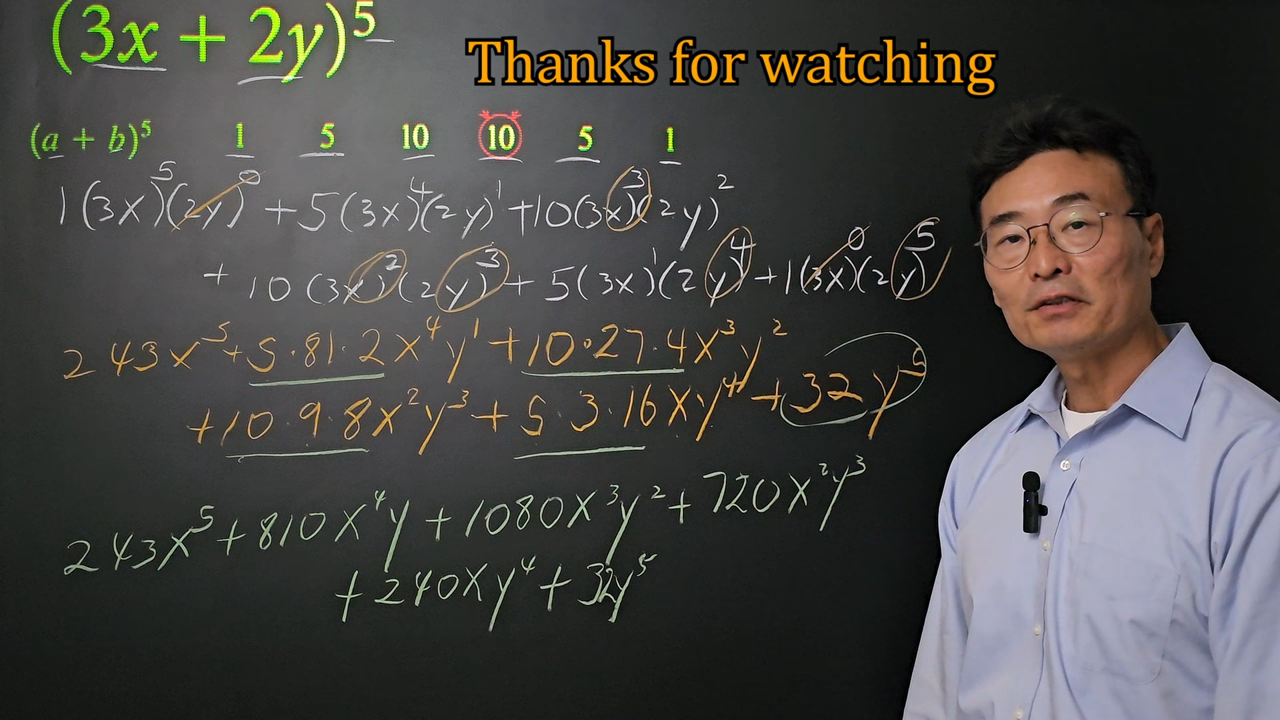 (3x + 2y)⁵
Thanks for watching
(a + b)⁵ 1 5 10 10 5 1
1(3x)⁵(2y)⁰ + 5(3x)⁴(2y)¹ + 10(3x)³(2y)²
+ 10(3x)²(2y)³ + 5(3x)¹(2y)⁴ + 1(3x)⁰(2y)⁵
243x⁵ + 5·81·2x⁴y¹ + 10·27·4x³y²
+ 10·9·8x²y³ + 5·3·16xy⁴ + 32y⁵
243x⁵ + 810x⁴y + 1080x³y² + 720x²y³
+ 240xy⁴ + 32y⁵